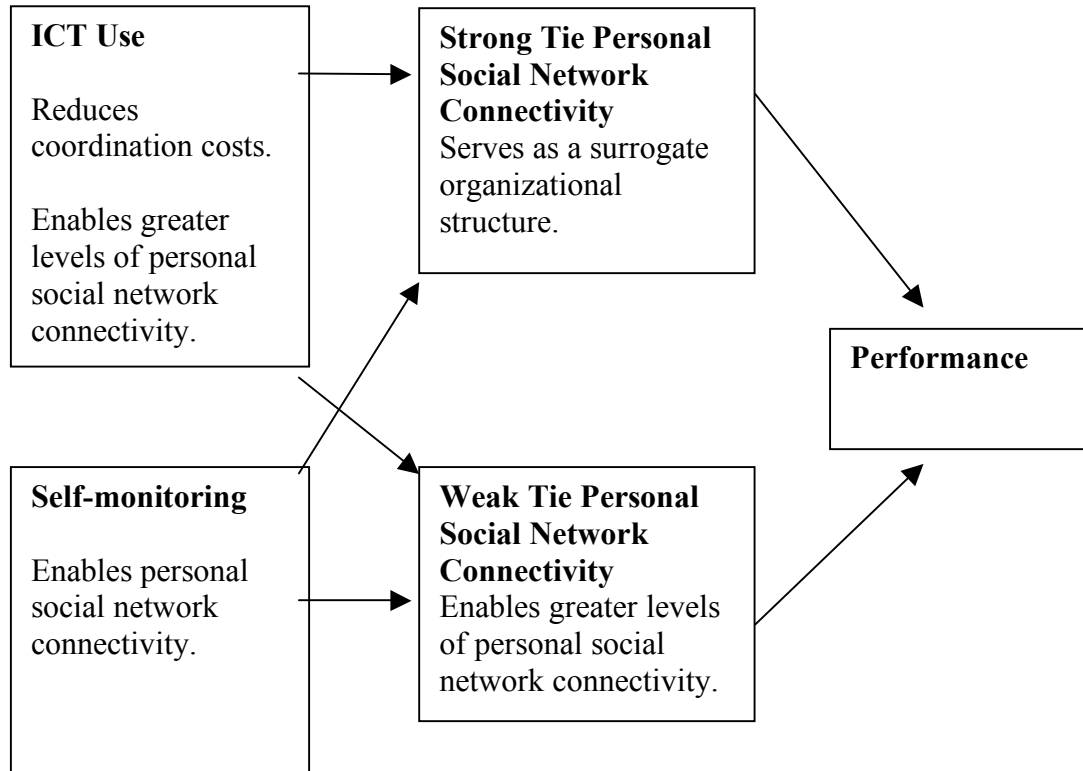 ICT Use
Reduces
coordination costs.
Enables greater
levels of personal
social network
connectivity.
Strong Tie Personal
Social Network
Connectivity
Serves as a surrogate
organizational
structure.
Performance
Self-monitoring
Enables personal
social network
connectivity.
Weak Tie Personal
Social Network
Connectivity
Enables greater levels
of personal social
network connectivity.